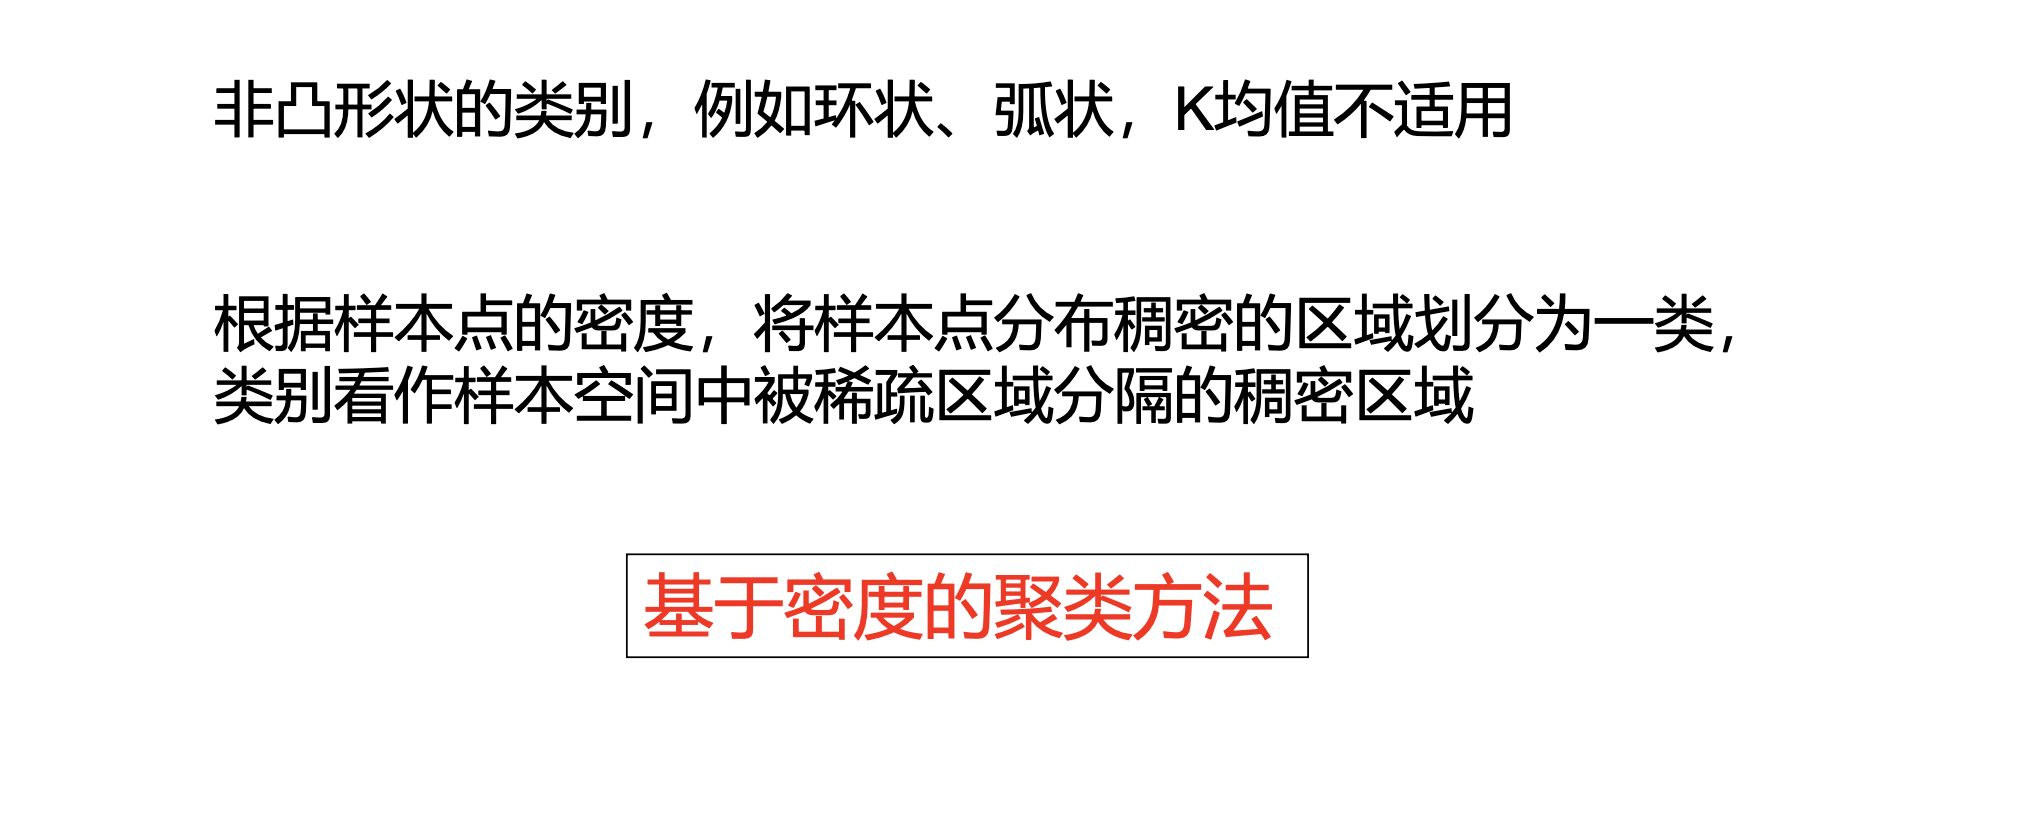 非凸形状的类别，例如环状、弧状，K均值不适用
根据样本点的密度，将样本点分布稠密的区域划分为一类，
类别看作样本空间中被稀疏区域分隔的稠密区域
基于密度的聚类方法